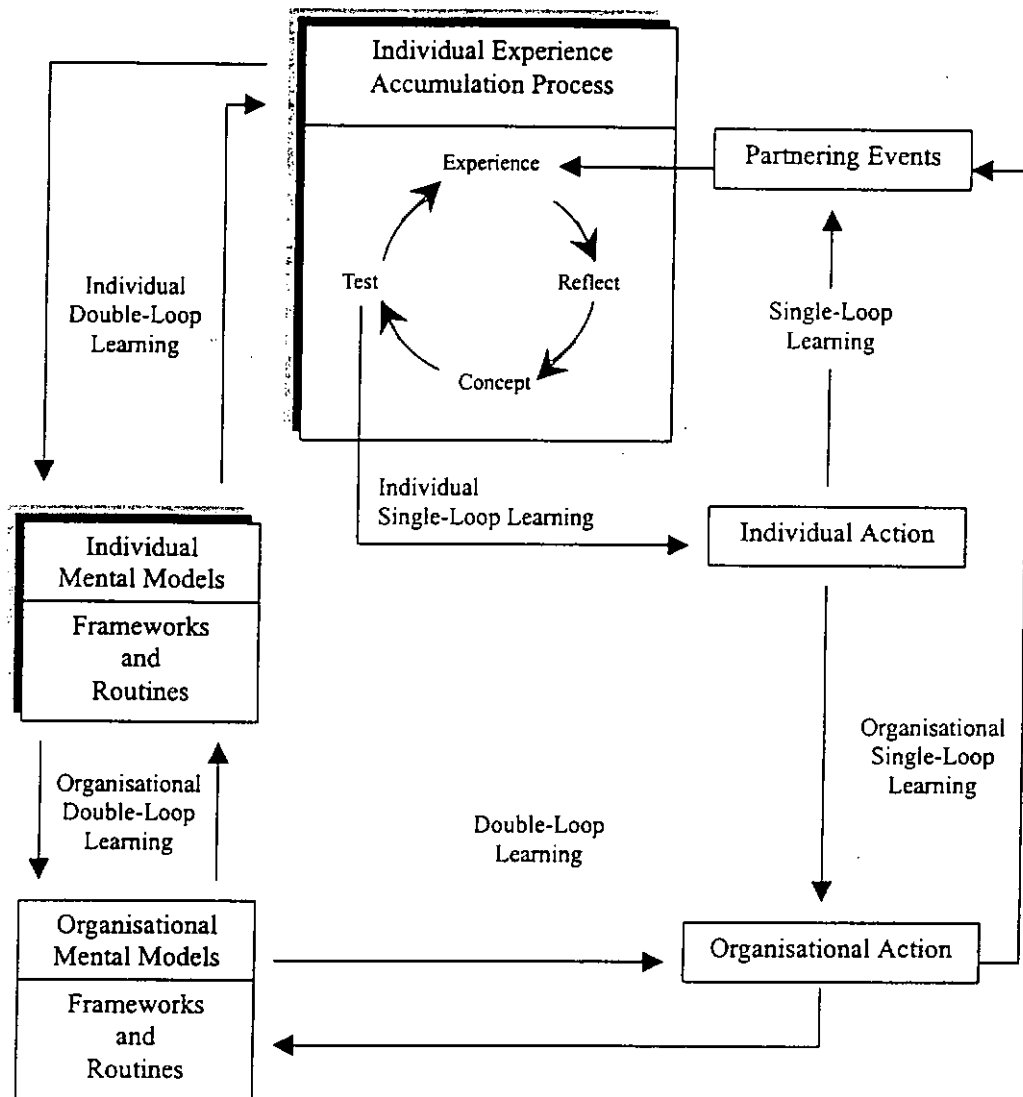 Individual Experience
Accumulation Process
Experience
Partnering Events
Test
Reflect
Concept
Individual
Double-Loop
Learning
Single-Loop
Learning
Individual
Single-Loop Learning
Individual Action
Individual
Mental Models
Frameworks
and
Routines
Organisational
Single-Loop
Learning
Organisational
Double-Loop
Learning
Double-Loop
Learning
Organisational
Mental Models
Organisational Action
Frameworks
and
Routines